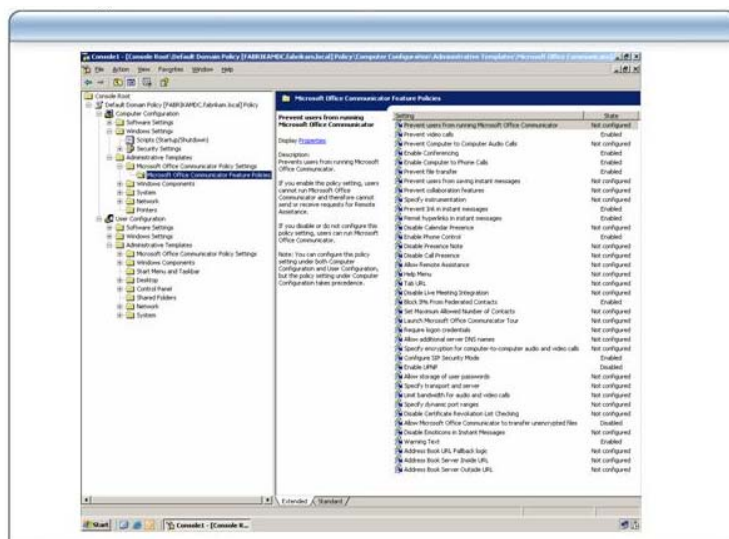 Console1 - [Console Root\Default Domain Policy [FABRIKAMDC.fabrikam.local] Policy\Computer Configuration\Administrative Templates\Microsoft Office
File Action View Favorites Window Help
Console Root
Default Domain Policy [FABRIKAMDC.fabrikam.local] Policy
Computer Configuration
Software Settings
Windows Settings
Scripts (Startup/Shutdown)
Security Settings
Administrative Templates
Microsoft Office Communicator Policy Settings
Microsoft Office Communicator Feature Policies
Windows Components
System
Network
Printers
User Configuration
Software Settings
Windows Settings
Administrative Templates
Microsoft Office Communicator Policy Settings
Windows Components
Start Menu and Taskbar
Desktop
Control Panel
Shared Folders
Network
System
Microsoft Office Communicator Feature Policies
Prevent users from running Microsoft Office Communicator
Display Properties
Description:
Prevents users from running Microsoft Office Communicator.
If you enable this policy setting, users cannot run Microsoft Office Communicator and therefore cannot send or receive requests for Remote Assistance.
If you disable or do not configure this policy setting, users can run Microsoft Office Communicator.
Note: You can configure this policy setting under both Computer Configuration and User Configuration, but the policy setting under Computer Configuration takes precedence.
Setting State
Prevent users from running Microsoft Office Communicator Not configured
Prevent video calls Enabled
Prevent Computer to Computer Audio Calls Not configured
Enable Conferencing Enabled
Enable Computer to Phone Calls Enabled
Prevent file transfer Enabled
Prevent users from saving instant messages Not configured
Prevent collaboration features Not configured
Specify instrumentation Not configured
Prevent Ink in instant messages Enabled
Permit hyperlinks in instant messages Enabled
Disable Calendar Presence Not configured
Enable Phone Control Enabled
Disable Presence Note Not configured
Disable Call Presence Not configured
Allow Remote Assistance Not configured
Help Menu Not configured
Tab URL Not configured
Disable Live Meeting Integration Not configured
Block IMs From Federated Contacts Enabled
Set Maximum Allowed Number of Contacts Not configured
Launch Microsoft Office Communicator Tour Not configured
Require logon credentials Not configured
Allow additional server DNS names Not configured
Specify encryption for computer-to-computer audio and video calls Not configured
Configure SIP Security Mode Enabled
Enable UPNP Disabled
Allow storage of user passwords Not configured
Specify transport and server Not configured
Limit bandwidth for audio and video calls Not configured
Specify dynamic port ranges Not configured
Disable Certificate Revokation List Checking Not configured
Allow Microsoft Office Communicator to transfer unencrypted files Disabled
Disable Emoticons in Instant Messages Not configured
Warning Text Enabled
Address Book URL Fallback logic Not configured
Address Book Server Inside URL Not configured
Address Book Server Outside URL Not configured
Extended Standard
Start Console1 - [Console R...